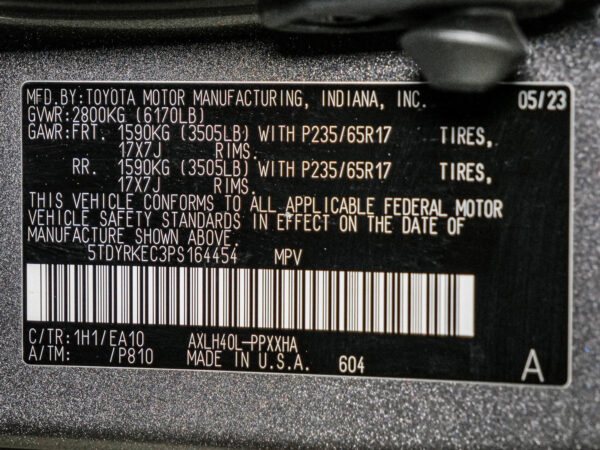 MFD.BY:TOYOTA MOTOR MANUFACTURING, INDIANA, INC. 05/23
GVWR:2800KG (6170LB)
GAWR:FRT. 1590KG (3505LB) WITH P235/65R17 TIRES,
17X7J RIMS.
RR. 1590KG (3505LB) WITH P235/65R17 TIRES,
17X7J RIMS.
THIS VEHICLE CONFORMS TO ALL APPLICABLE FEDERAL MOTOR
VEHICLE SAFETY STANDARDS IN EFFECT ON THE DATE OF
MANUFACTURE SHOWN ABOVE.
5TDYRKEC3PS164454 MPV
C/TR:1H1/EA10 AXLH40L-PPXXHA
A/TM: /P810 MADE IN U.S.A. 604
A